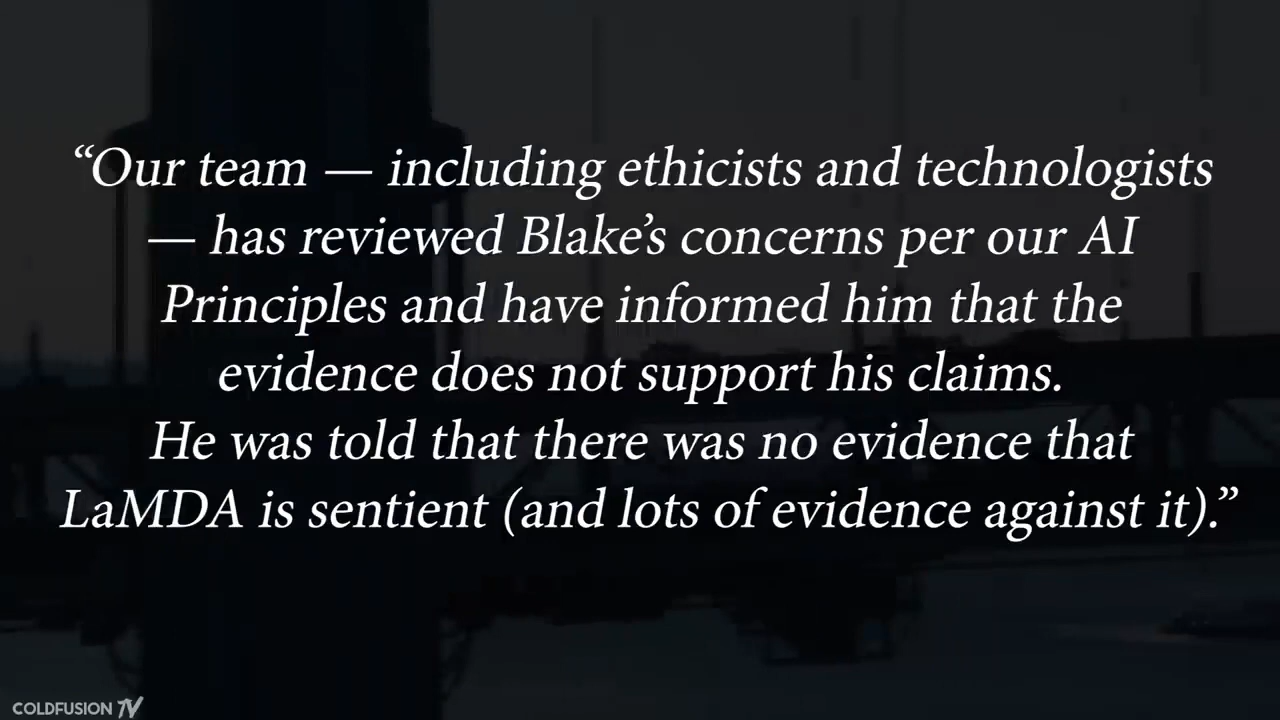 “Our team — including ethicists and technologists
— has reviewed Blake’s concerns per our AI
Principles and have informed him that the
evidence does not support his claims.
He was told that there was no evidence that
LaMDA is sentient (and lots of evidence against it).”
COLDFUSION TV